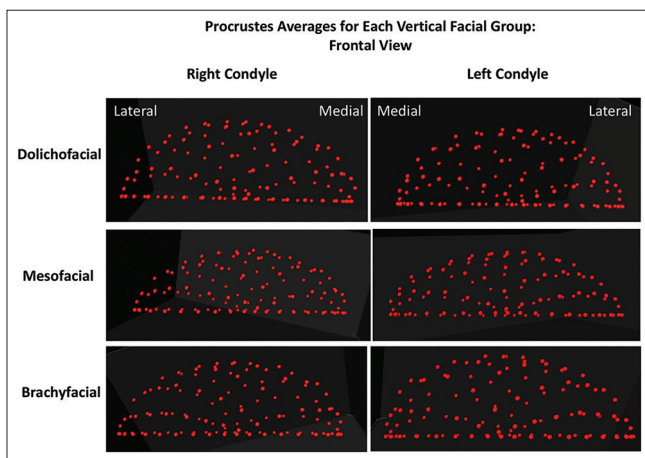 Procrustes Averages for Each Vertical Facial Group:
Frontal View
Right Condyle Left Condyle
Lateral Medial Medial Lateral
Dolichofacial
Mesofacial
Brachyfacial